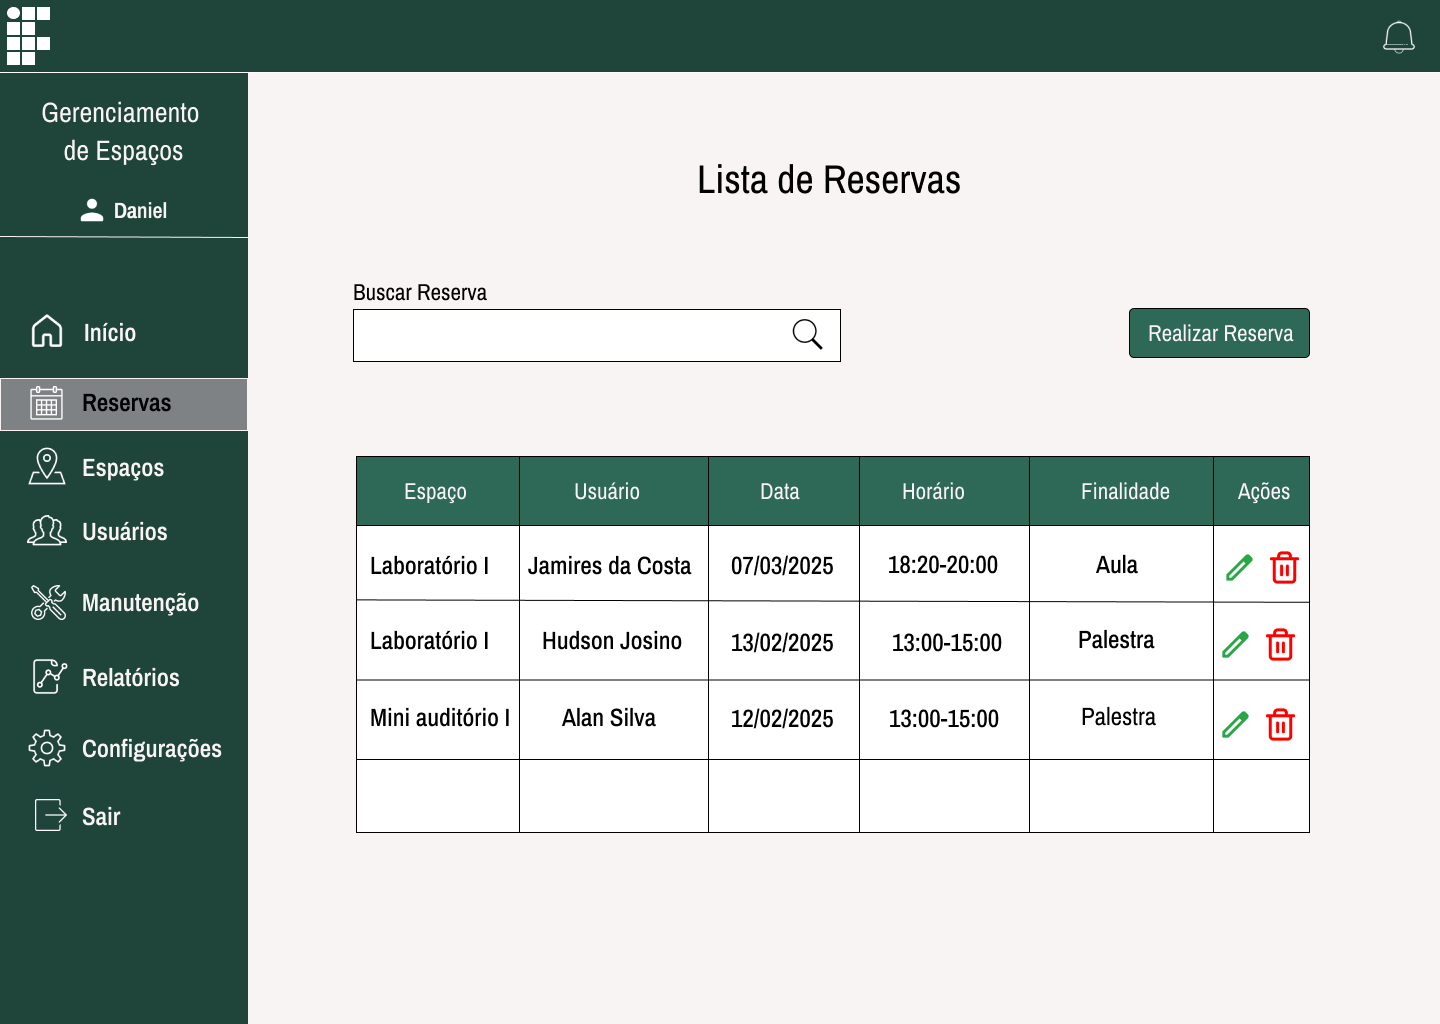 Gerenciamento
de Espaços
Daniel
Início
Reservas
Espaços
Usuários
Manutenção
Relatórios
Configurações
Sair
Lista de Reservas
Buscar Reserva
Realizar Reserva
Espaço Usuário Data Horário Finalidade Ações
Laboratório I Jamires da Costa 07/03/2025 18:20-20:00 Aula
Laboratório I Hudson Josino 13/02/2025 13:00-15:00 Palestra
Mini auditório I Alan Silva 12/02/2025 13:00-15:00 Palestra